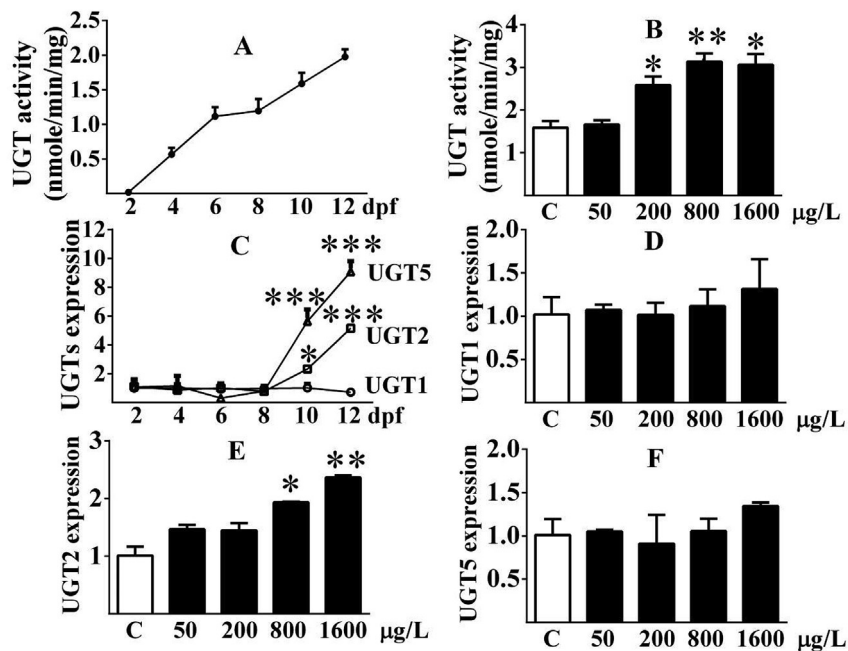 A
UGT activity
(nmole/min/mg)
2.5
2.0
1.5
1.0
0.5
2 4 6 8 10 12 dpf
B
UGT activity
(nmole/min/mg)
4
3
2
1
* ** *
C 50 200 800 1600 μg/L
C
UGTs expression
12
10
8
6
4
2
***
*** UGT5
***
UGT2
*
UGT1
2 4 6 8 10 12 dpf
D
UGT1 expression
2.0
1.5
1.0
0.5
C 50 200 800 1600 μg/L
E
UGT2 expression
3
2
1
* **
C 50 200 800 1600 μg/L
F
UGT5 expression
2.0
1.5
1.0
0.5
C 50 200 800 1600 μg/L